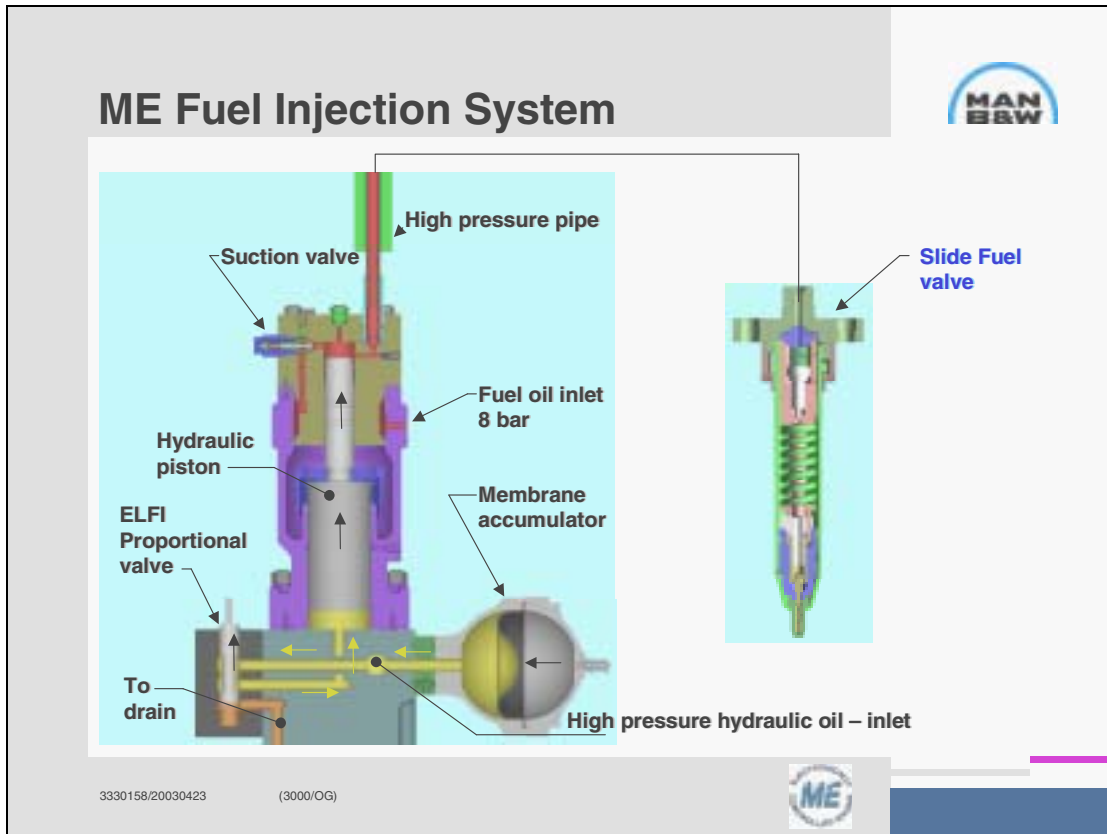 ME Fuel Injection System
MAN
B&W
High pressure pipe
Suction valve
Slide Fuel
valve
Fuel oil inlet
8 bar
Hydraulic
piston
Membrane
accumulator
ELFI
Proportional
valve
To
drain
High pressure hydraulic oil – inlet
3330158/20030423 (3000/OG)
ME